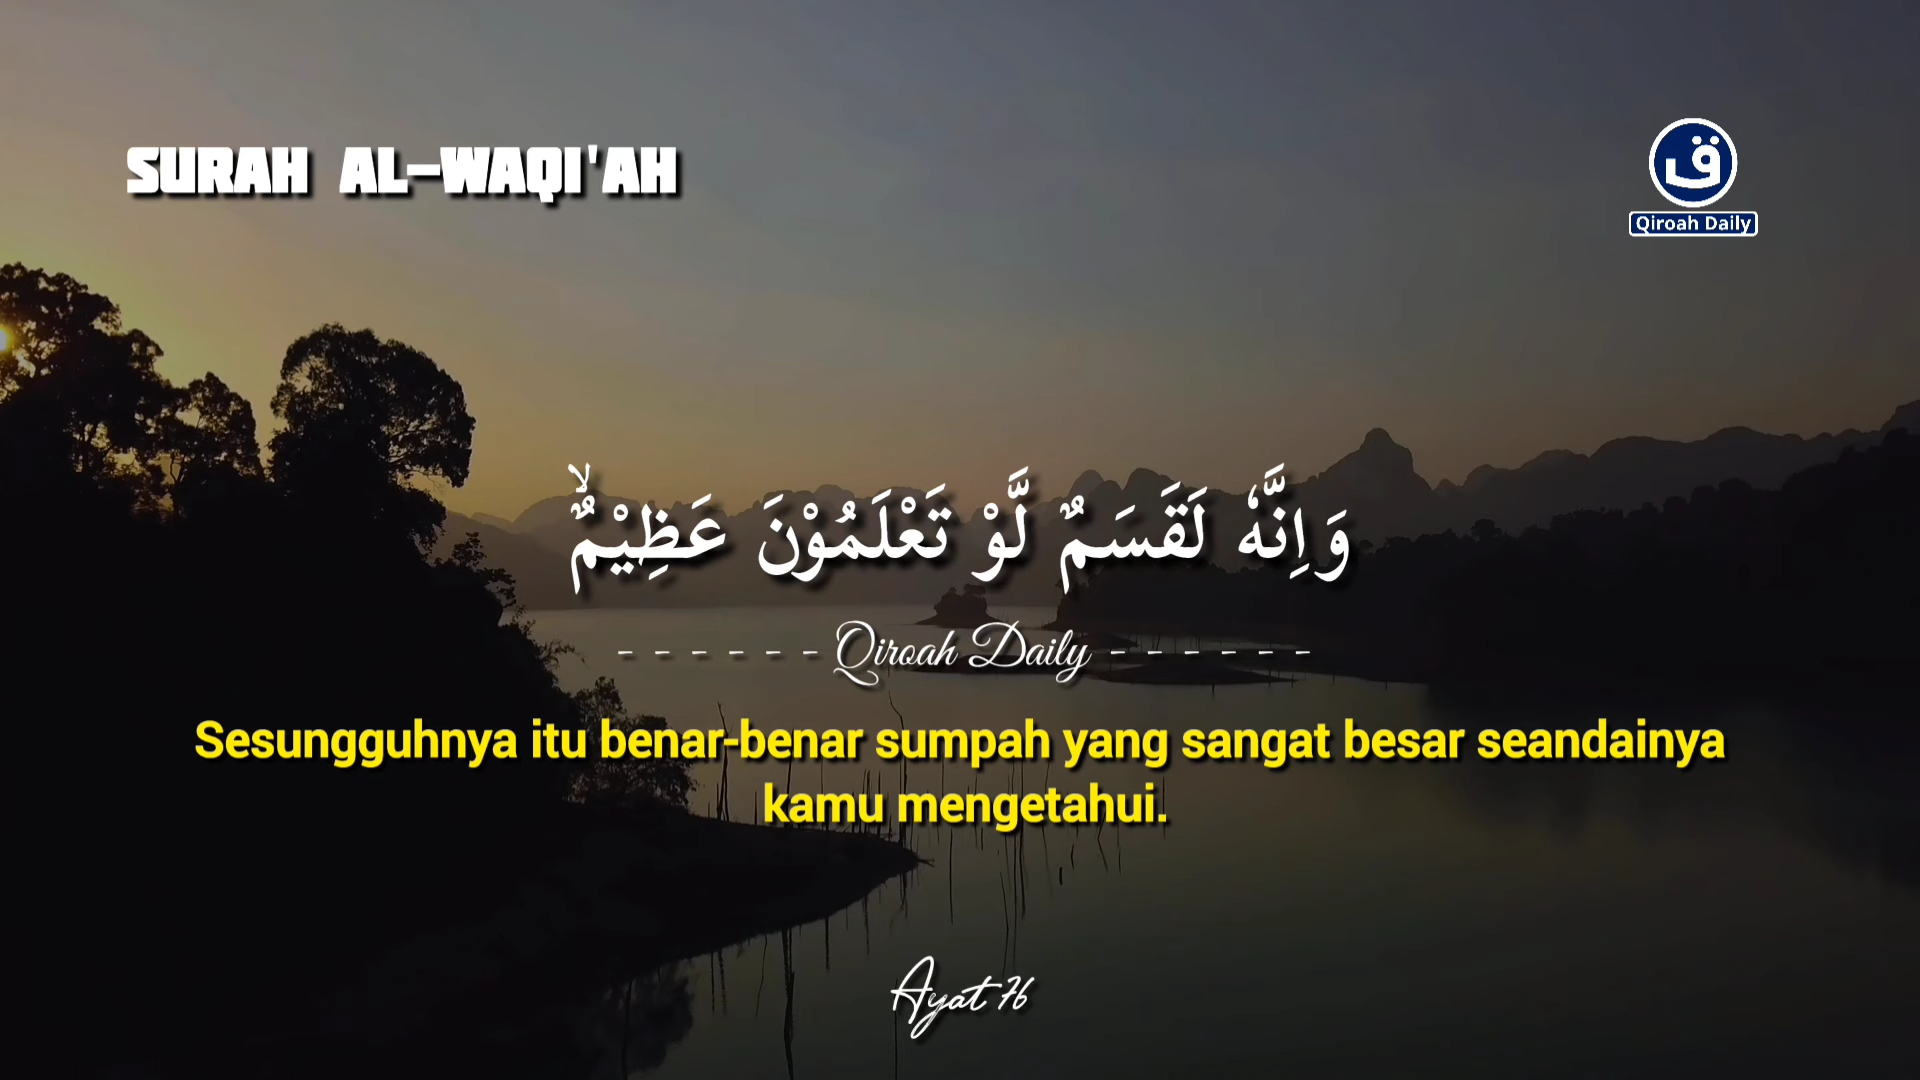 SURAH AL-WAQI'AH
ق
Qiroah Daily
وَاِنَّهٗ لَقَسَمٌ لَّوْ تَعْلَمُوْنَ عَظِيْمٌۙ
- - - - - - Qiroah Daily - - - - - -
Sesungguhnya itu benar-benar sumpah yang sangat besar seandainya
kamu mengetahui.
Ayat 76